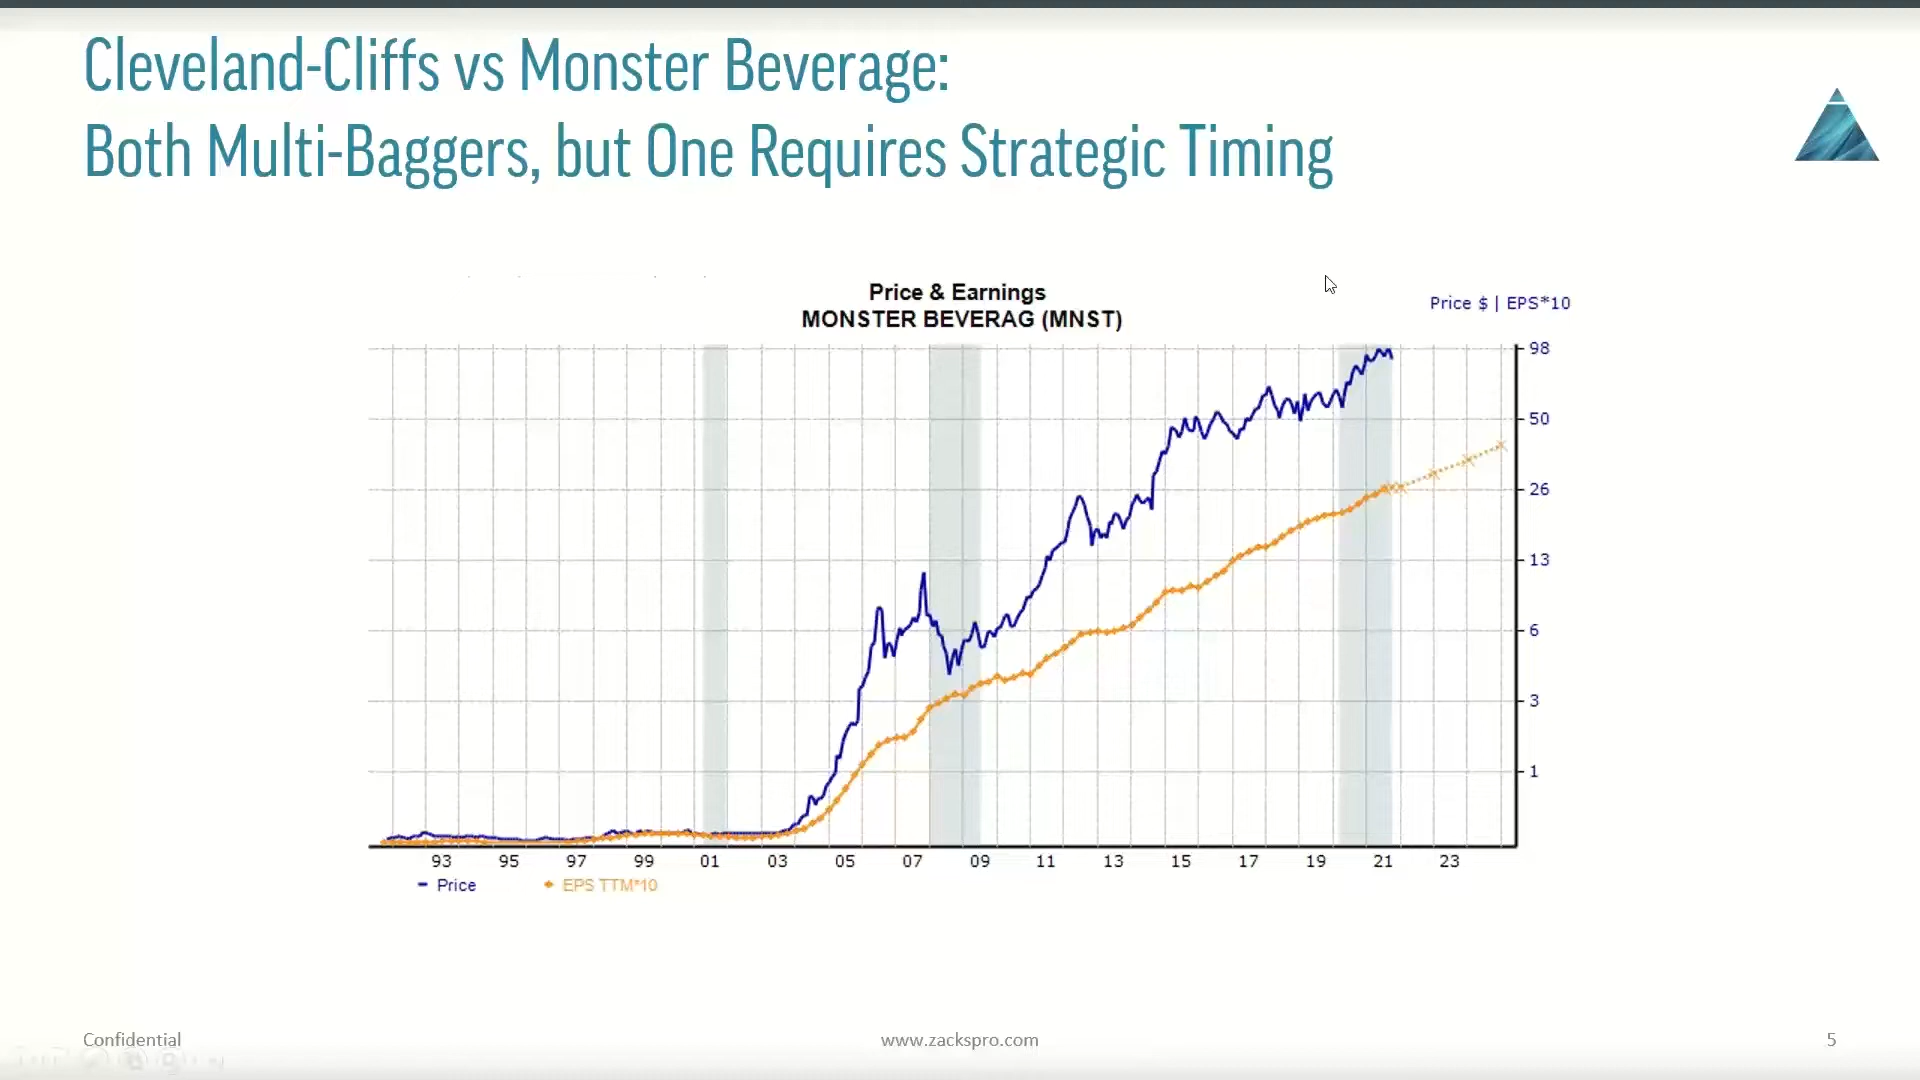 Cleveland-Cliffs vs Monster Beverage:
Both Multi-Baggers, but One Requires Strategic Timing
Price & Earnings
MONSTER BEVERAG (MNST)
Price $ | EPS*10
98
50
26
13
6
3
1
93 95 97 99 01 03 05 07 09 11 13 15 17 19 21 23
Price EPS TTM*10
Confidential www.zackspro.com 5